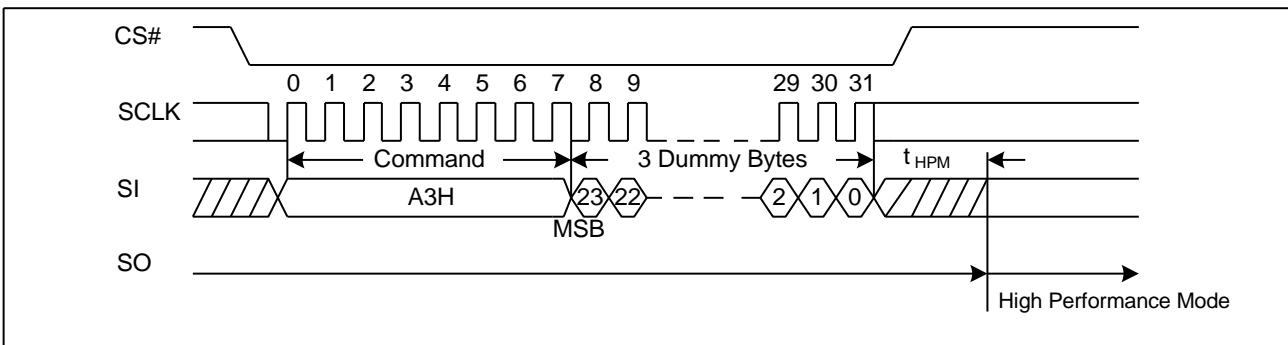 CS#
0 1 2 3 4 5 6 7 8 9 29 30 31
SCLK
Command 3 Dummy Bytes tHPM
SI
A3H 23 22 2 1 0
MSB
SO
High Performance Mode